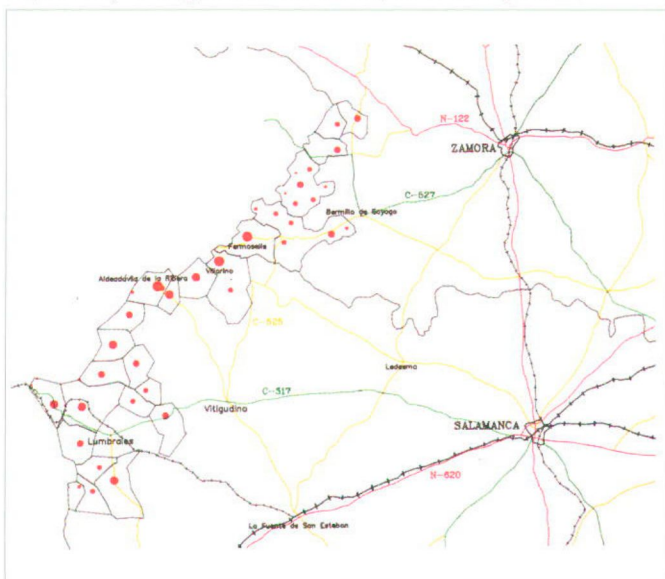 N-122
ZAMORA
C-527
Bermillo de Sayago
Fermoselle
Aldeadávila de la Ribera
Vilarino
C-525
Ledesma
C-517
Vitigudino
SALAMANCA
Lumbrales
N-620
La Fuente de San Esteban